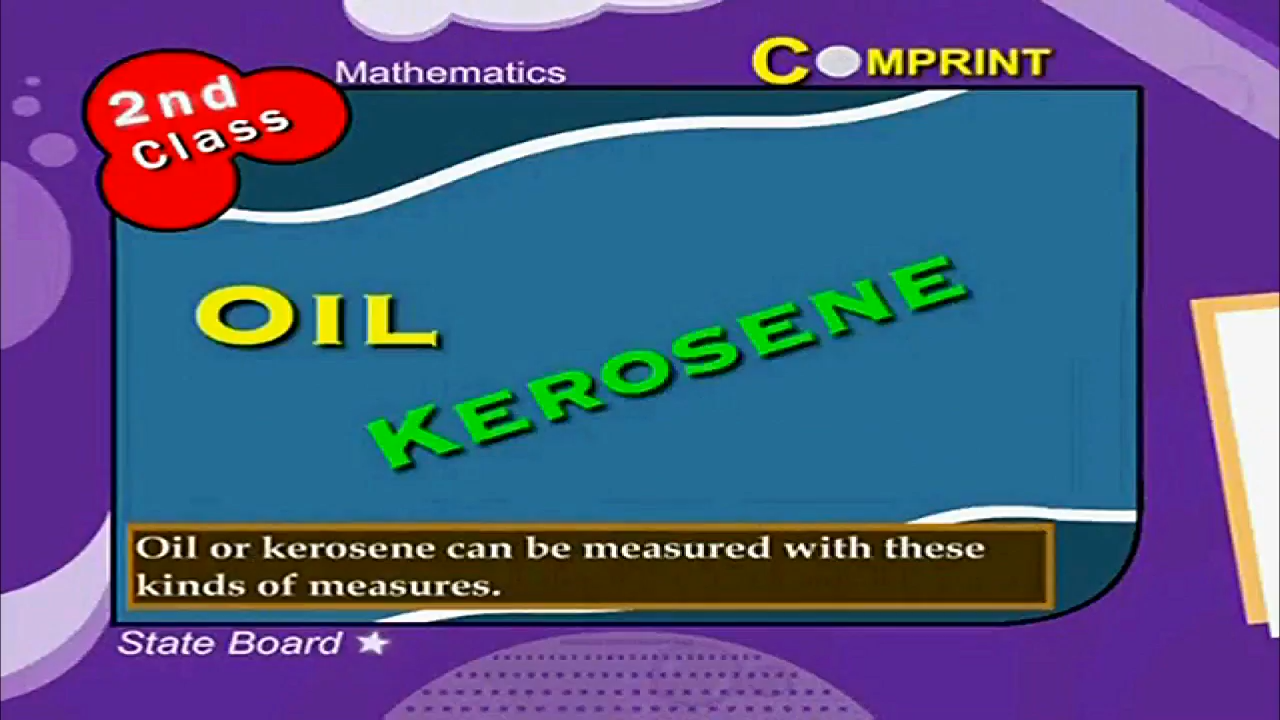 Mathematics
COMPRINT
2nd
Class
OIL
KEROSENE
Oil or kerosene can be measured with these
kinds of measures.
State Board